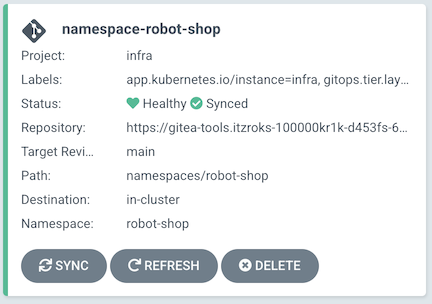 namespace-robot-shop
Project: infra
Labels: app.kubernetes.io/instance=infra, gitops.tier.lay...
Status: Healthy Synced
Repository: https://gitea-tools.itzroks-100000kr1k-d453fs-6...
Target Revi... main
Path: namespaces/robot-shop
Destination: in-cluster
Namespace: robot-shop
SYNC REFRESH DELETE